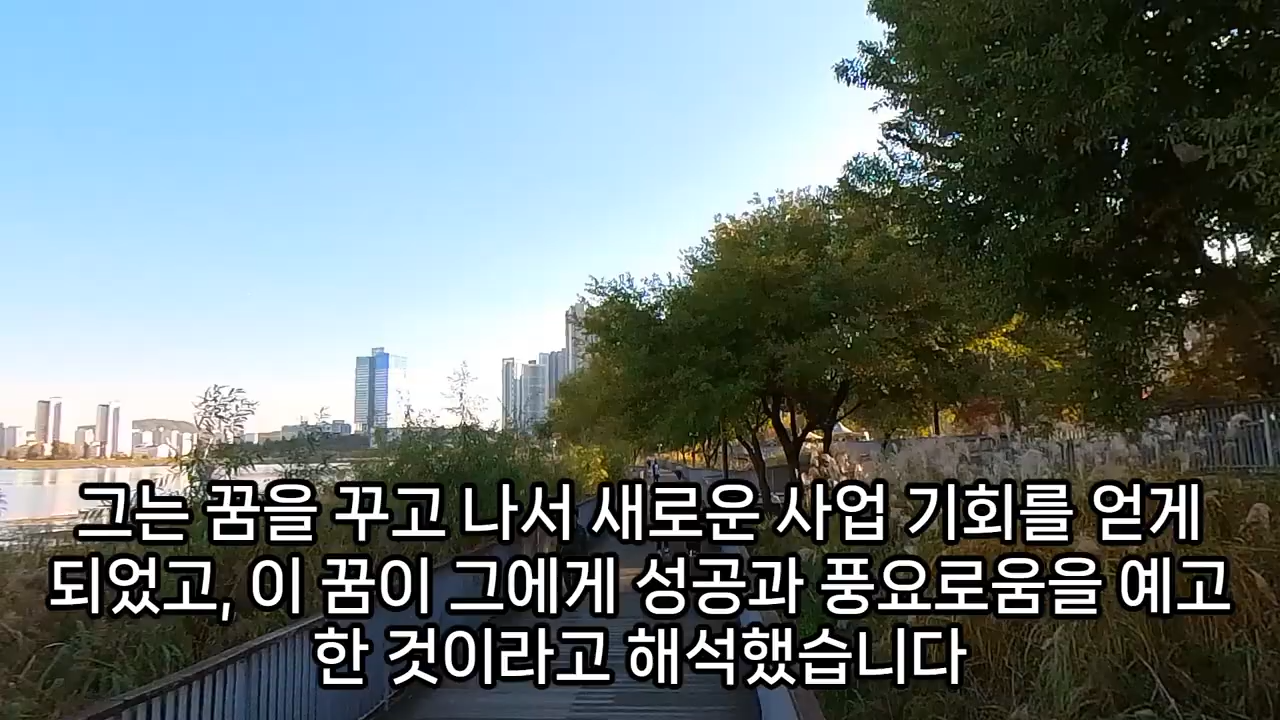 그는 꿈을 꾸고 나서 새로운 사업 기회를 얻게
되었고, 이 꿈이 그에게 성공과 풍요로움을 예고
한 것이라고 해석했습니다